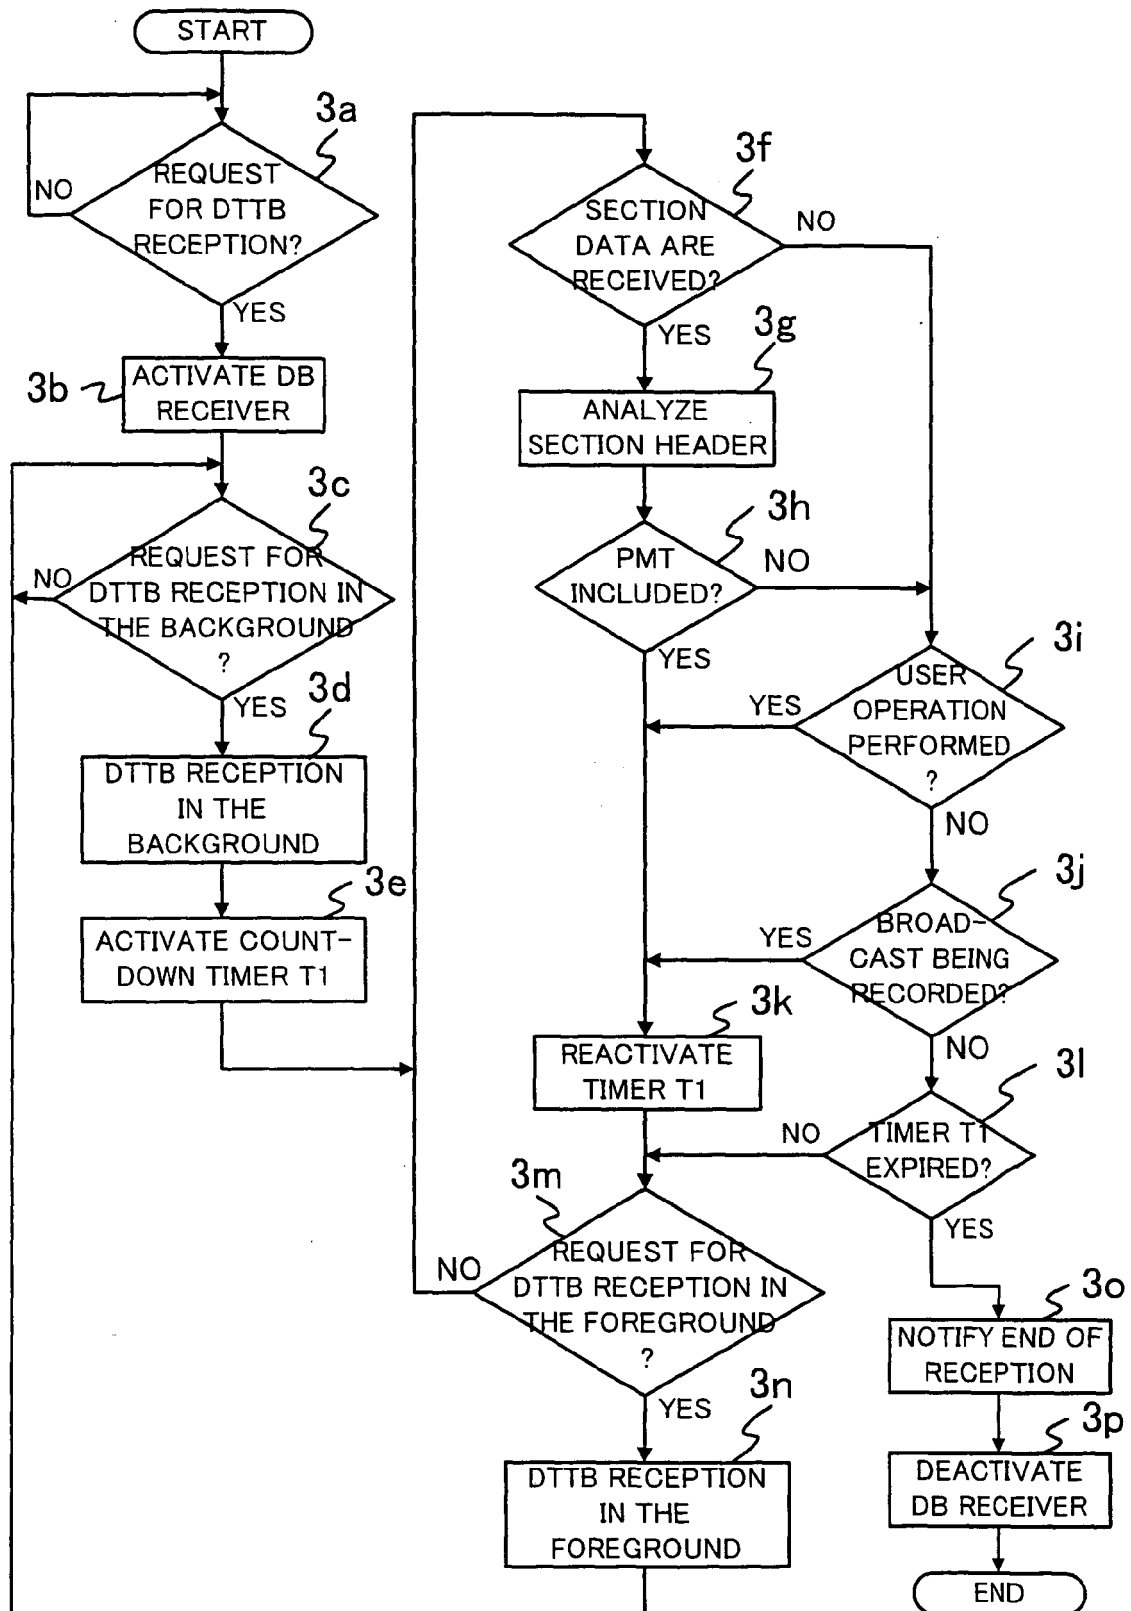 START
3a
REQUEST
FOR DTTB
RECEPTION?
NO
YES
3b
ACTIVATE DB
RECEIVER
3c
REQUEST FOR
DTTB RECEPTION IN
THE BACKGROUND
?
NO
YES
3d
DTTB RECEPTION
IN THE
BACKGROUND
3e
ACTIVATE COUNT-
DOWN TIMER T1
3f
SECTION
DATA ARE
RECEIVED?
NO
YES
3g
ANALYZE
SECTION HEADER
3h
PMT
INCLUDED?
NO
YES
3i
USER
OPERATION
PERFORMED
?
YES
NO
3j
BROAD-
CAST BEING
RECORDED?
YES
NO
3k
REACTIVATE
TIMER T1
3l
TIMER T1
EXPIRED?
NO
YES
3m
REQUEST FOR
DTTB RECEPTION IN
THE FOREGROUND
?
NO
YES
3n
DTTB RECEPTION
IN THE
FOREGROUND
3o
NOTIFY END OF
RECEPTION
3p
DEACTIVATE
DB RECEIVER
END